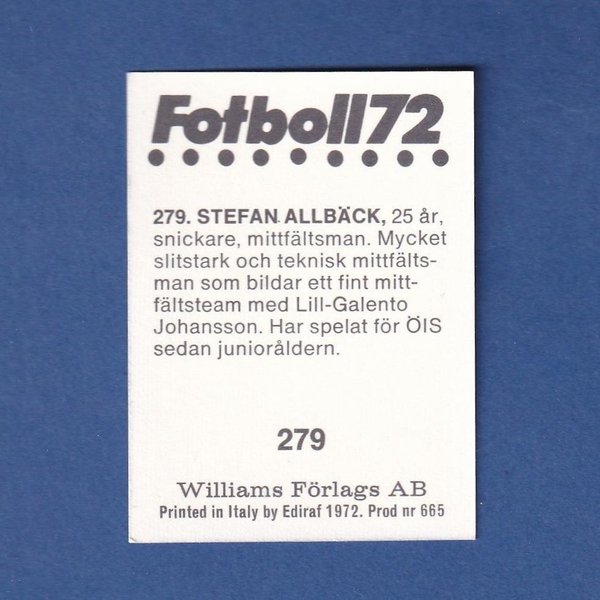 Fotboll72
279. STEFAN ALLBÄCK, 25 år,
snickare, mittfältsman. Mycket
slitstark och teknisk mittfälts-
man som bildar ett fint mitt-
fältsteam med Lill-Galento
Johansson. Har spelat för ÖIS
sedan junioråldern.
279
Williams Förlags AB
Printed in Italy by Ediraf 1972. Prod nr 665